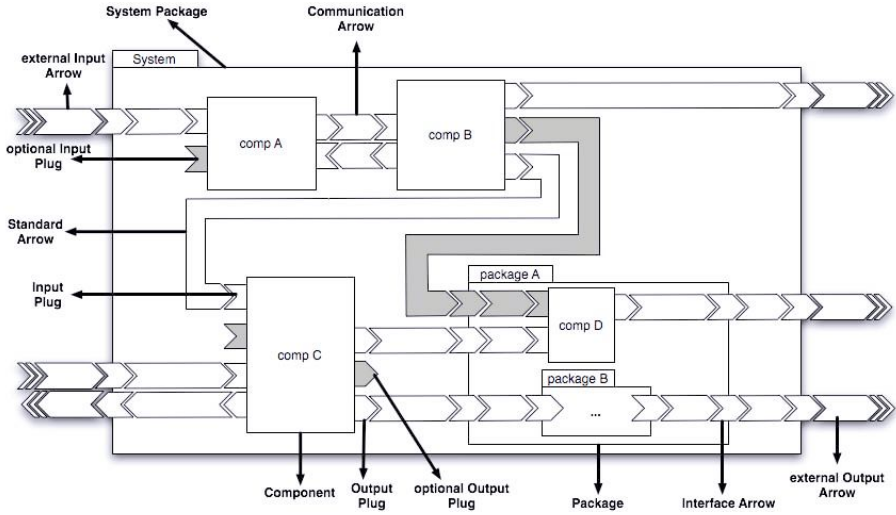 System Package
Communication
Arrow
external Input
Arrow
System
comp A
comp B
optional Input
Plug
Standard
Arrow
Input
Plug
package A
comp D
comp C
package B
...
Component
Output
Plug
optional Output
Plug
Package
Interface Arrow
external Output
Arrow